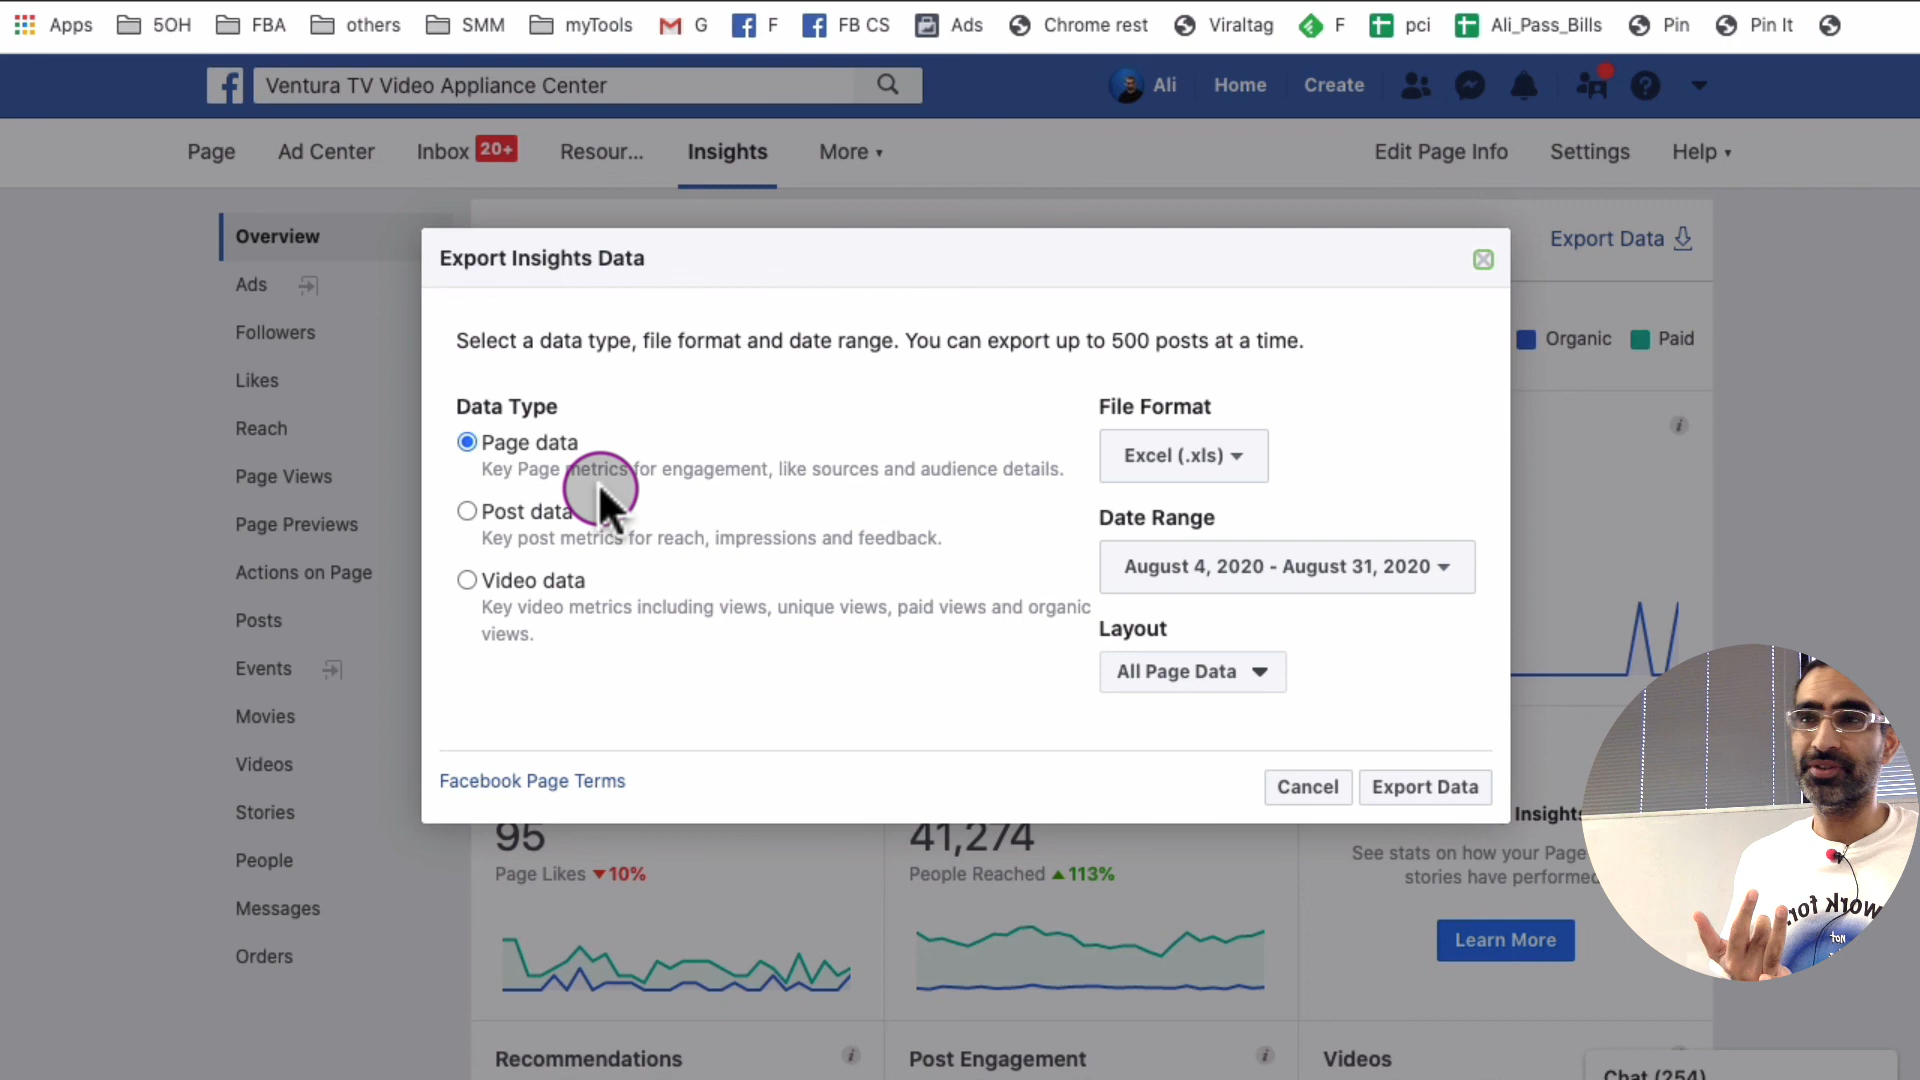 Apps 5OH FBA others SMM myTools G F FB CS Ads Chrome rest Viraltag F pci Ali_Pass_Bills Pin Pin It
Ventura TV Video Appliance Center
Ali Home Create
Page Ad Center Inbox 20+ Resour... Insights More Edit Page Info Settings Help
Overview
Ads
Followers
Likes
Reach
Page Views
Page Previews
Actions on Page
Posts
Events
Movies
Videos
Stories
People
Messages
Orders
Export Data
Organic Paid
Export Insights Data
Select a data type, file format and date range. You can export up to 500 posts at a time.
Data Type
Page data
Key Page metrics for engagement, like sources and audience details.
Post data
Key post metrics for reach, impressions and feedback.
Video data
Key video metrics including views, unique views, paid views and organic
views.
File Format
Excel (.xls)
Date Range
August 4, 2020 - August 31, 2020
Layout
All Page Data
Facebook Page Terms
Cancel Export Data
95
Page Likes 10%
41,274
People Reached 113%
Insights
See stats on how your Page
stories have performed
Learn More
Recommendations
Post Engagement
Videos
Chat (254)
work for.
not